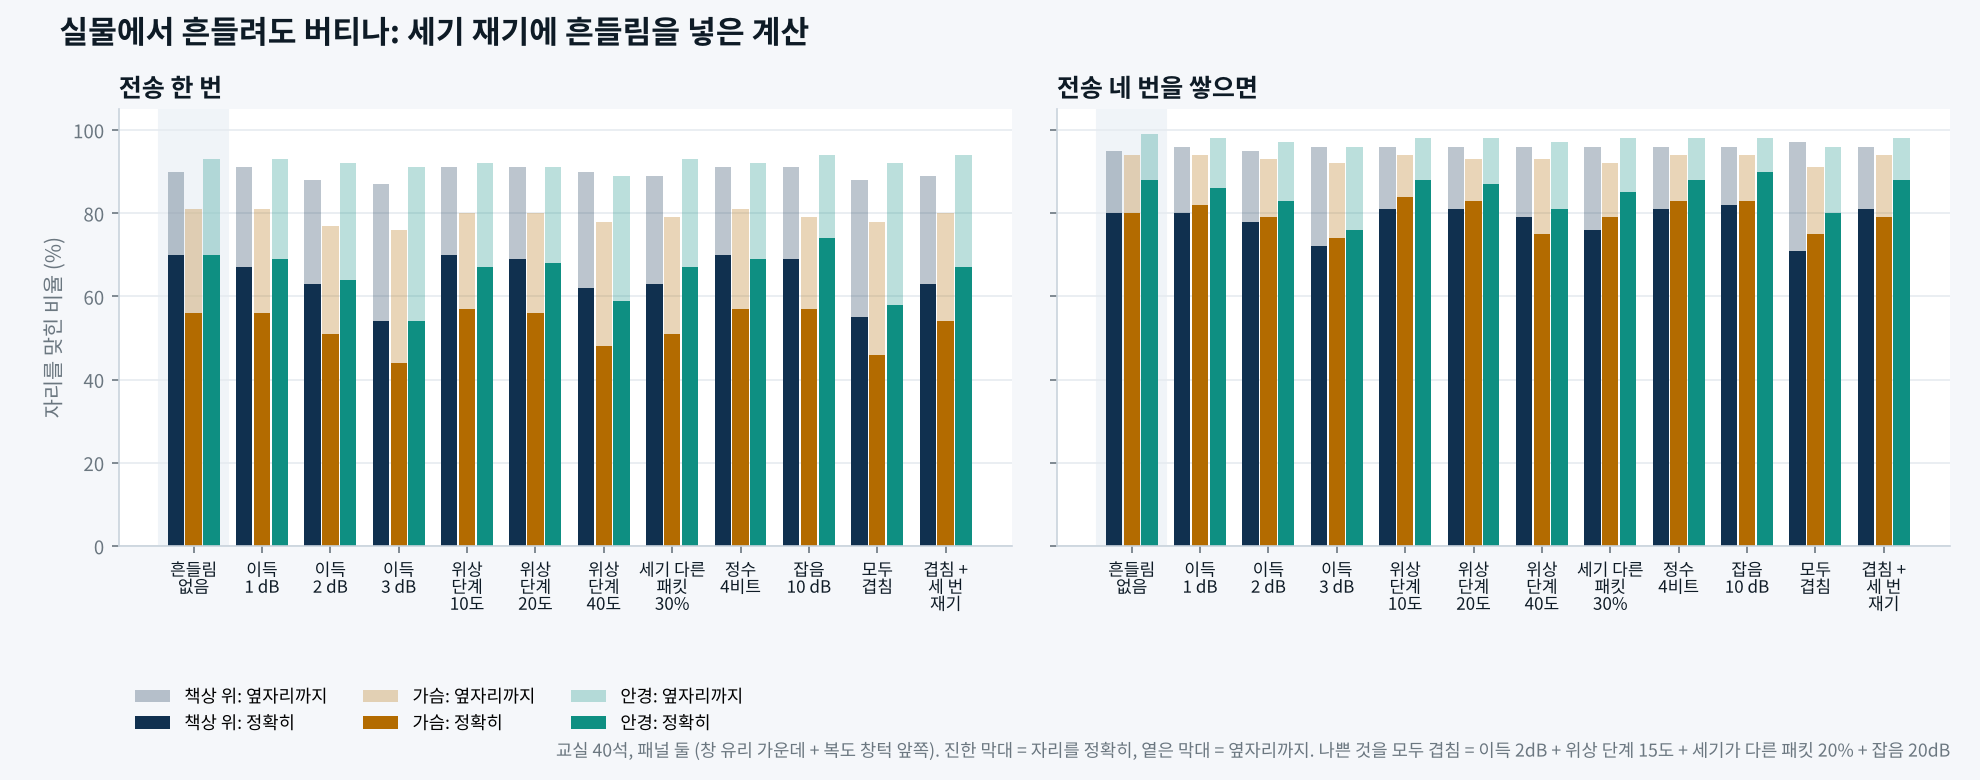 실물에서 흔들려도 버티나: 세기 재기에 흔들림을 넣은 계산
전송 한 번
자리를 맞힌 비율 (%)
100
80
60
40
20
0
흔들림
없음
이득
1 dB
이득
2 dB
이득
3 dB
위상
단계
10도
위상
단계
20도
위상
단계
40도
세기 다른
패킷
30%
정수
4비트
잡음
10 dB
모두
겹침
겹침 +
세 번
재기
전송 네 번을 쌓으면
흔들림
없음
이득
1 dB
이득
2 dB
이득
3 dB
위상
단계
10도
위상
단계
20도
위상
단계
40도
세기 다른
패킷
30%
정수
4비트
잡음
10 dB
모두
겹침
겹침 +
세 번
재기
책상 위: 옆자리까지
가슴: 옆자리까지
안경: 옆자리까지
책상 위: 정확히
가슴: 정확히
안경: 정확히
교실 40석, 패널 둘 (창 유리 가운데 + 복도 창턱 앞쪽). 진한 막대 = 자리를 정확히, 옅은 막대 = 옆자리까지. 나쁜 것을 모두 겹침 = 이득 2dB + 위상 단계 15도 + 세기가 다른 패킷 20% + 잡음 20dB